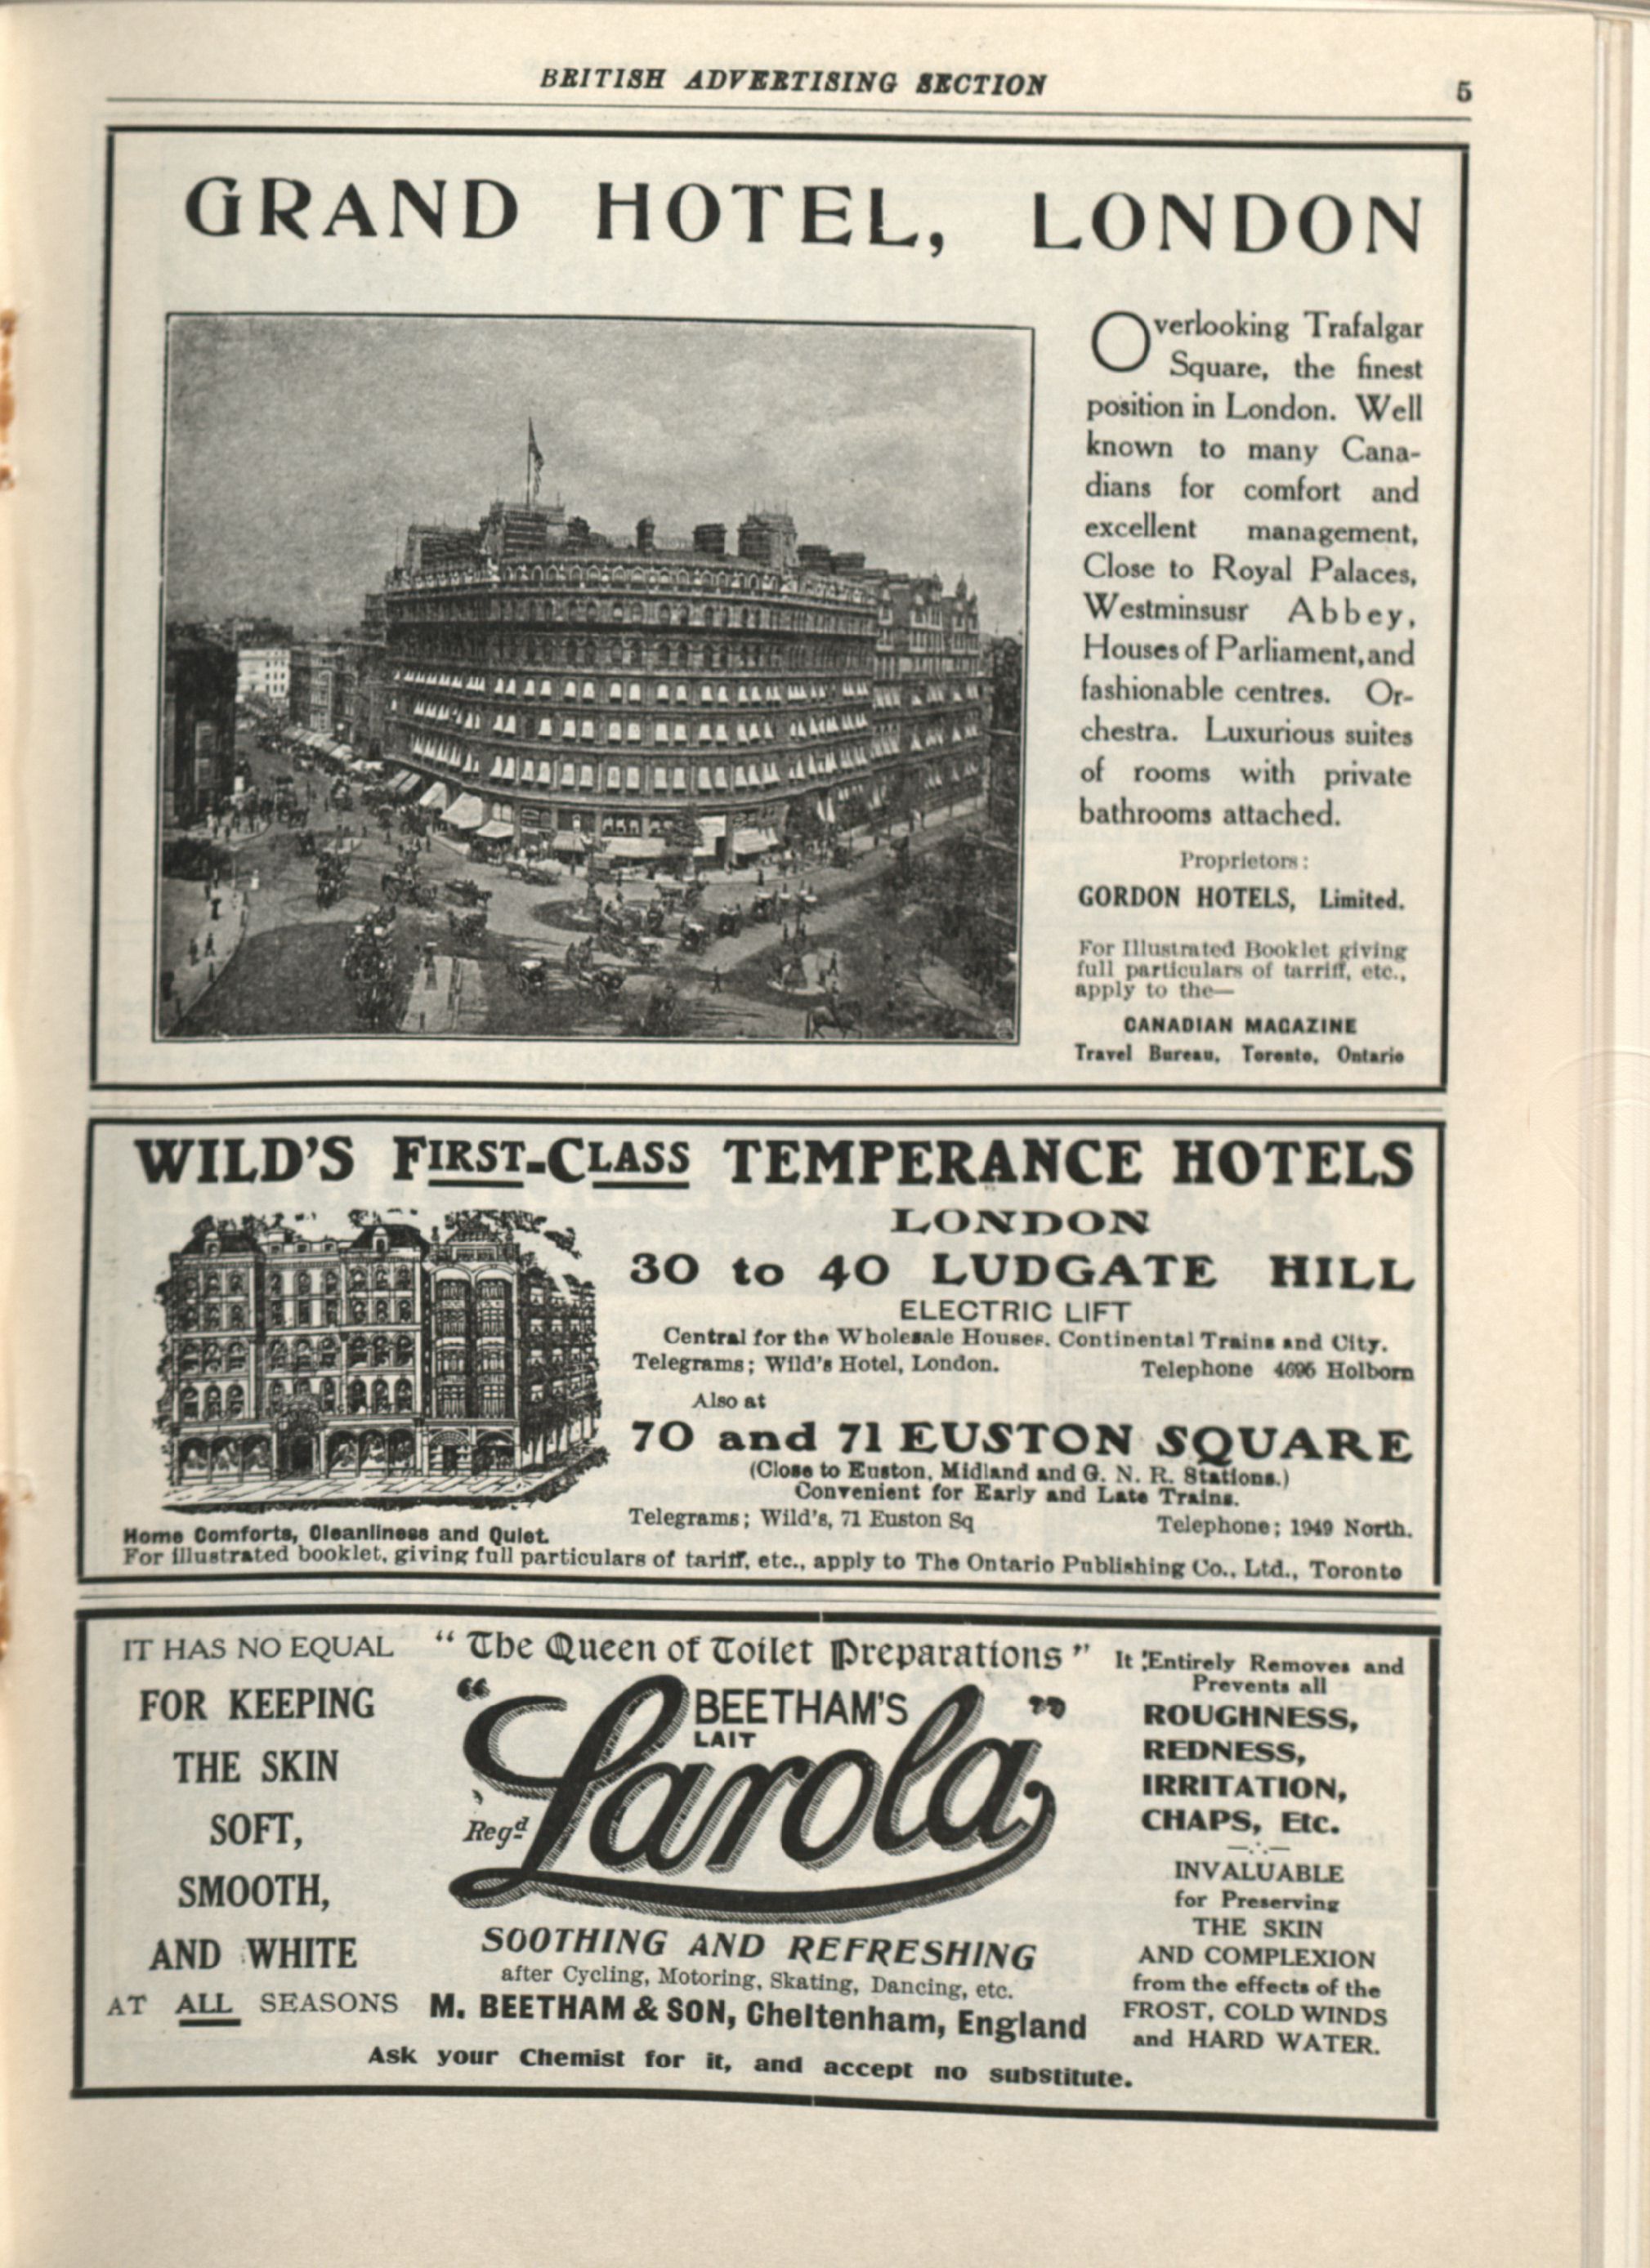 BRITISH ADVERTISING SECTION
5
GRAND HOTEL, LONDON
Overlooking Trafalgar
Square, the finest
position in London. Well
known to many Cana-
dians for comfort and
excellent management,
Close to Royal Palaces,
Westminsusr Abbey,
Houses of Parliament, and
fashionable centres. Or-
chestra. Luxurious suites
of rooms with private
bathrooms attached.
Proprietors:
GORDON HOTELS, Limited.
For Illustrated Booklet giving
full particulars of tarriff, etc.,
apply to the—
CANADIAN MAGAZINE
Travel Bureau, Toronto, Ontario
WILD'S FIRST-CLASS TEMPERANCE HOTELS
LONDON
30 to 40 LUDGATE HILL
ELECTRIC LIFT
Central for the Wholesale Houses. Continental Trains and City.
Telegrams; Wild's Hotel, London. Telephone 4695 Holborn
Also at
70 and 71 EUSTON SQUARE
(Close to Euston, Midland and G. N. R. Stations.)
Convenient for Early and Late Trains.
Telegrams; Wild's, 71 Euston Sq Telephone; 1949 North.
Home Comforts, Cleanliness and Quiet.
For illustrated booklet, giving full particulars of tariff, etc., apply to The Ontario Publishing Co., Ltd., Toronto
IT HAS NO EQUAL
FOR KEEPING
THE SKIN
SOFT,
SMOOTH,
AND WHITE
AT ALL SEASONS
"The Queen of Toilet Preparations"
BEETHAM'S
LAIT
"Larola"
Regd
SOOTHING AND REFRESHING
after Cycling, Motoring, Skating, Dancing, etc.
M. BEETHAM & SON, Cheltenham, England
It Entirely Removes and
Prevents all
ROUGHNESS,
REDNESS,
IRRITATION,
CHAPS, Etc.
INVALUABLE
for Preserving
THE SKIN
AND COMPLEXION
from the effects of the
FROST, COLD WINDS
and HARD WATER.
Ask your Chemist for it, and accept no substitute.